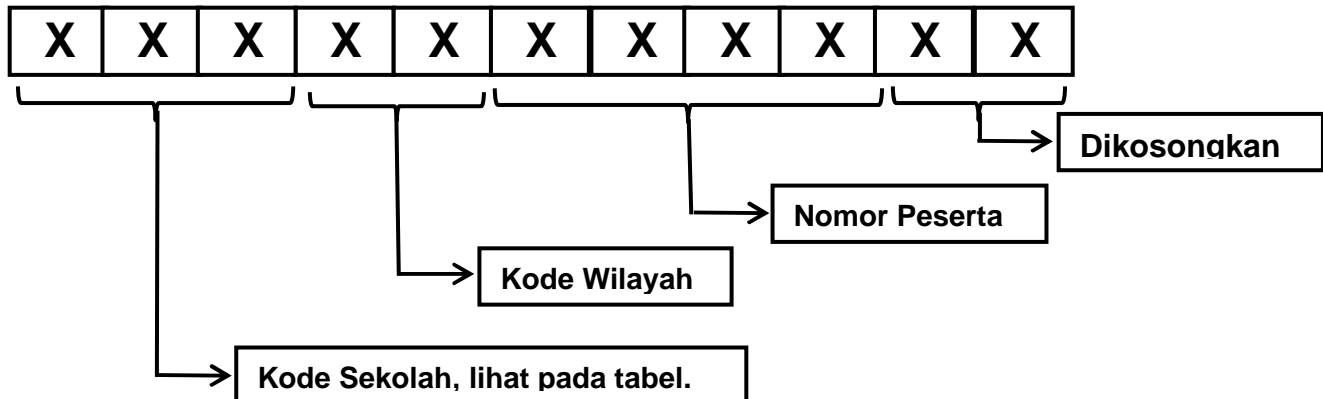 X X X X X X X X X X X
Dikosongkan
Nomor Peserta
Kode Wilayah
Kode Sekolah, lihat pada tabel.